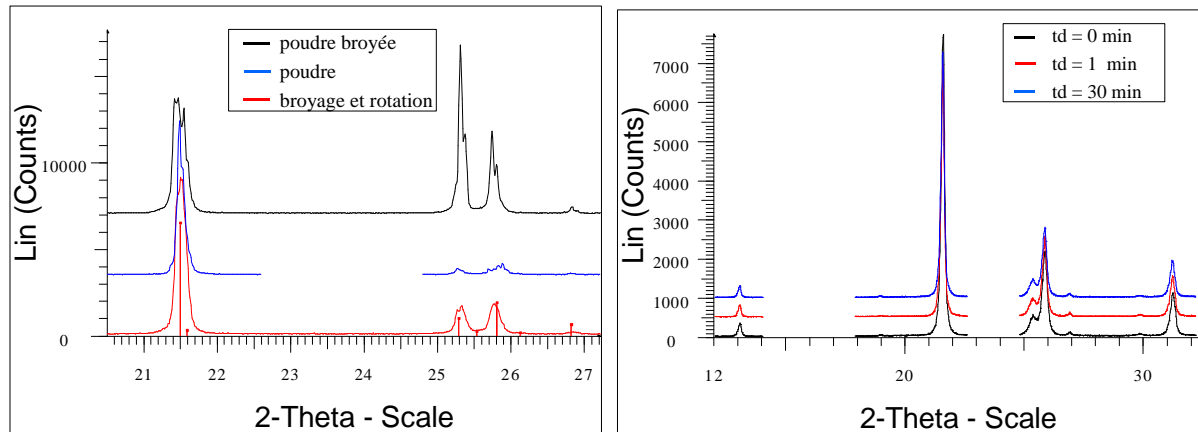 poudre broyée
poudre
broyage et rotation
Lin (Counts)
10000
0
21 22 23 24 25 26 27
2-Theta - Scale
td = 0 min
td = 1 min
td = 30 min
Lin (Counts)
7000
6000
5000
4000
3000
2000
1000
0
12 20 30
2-Theta - Scale